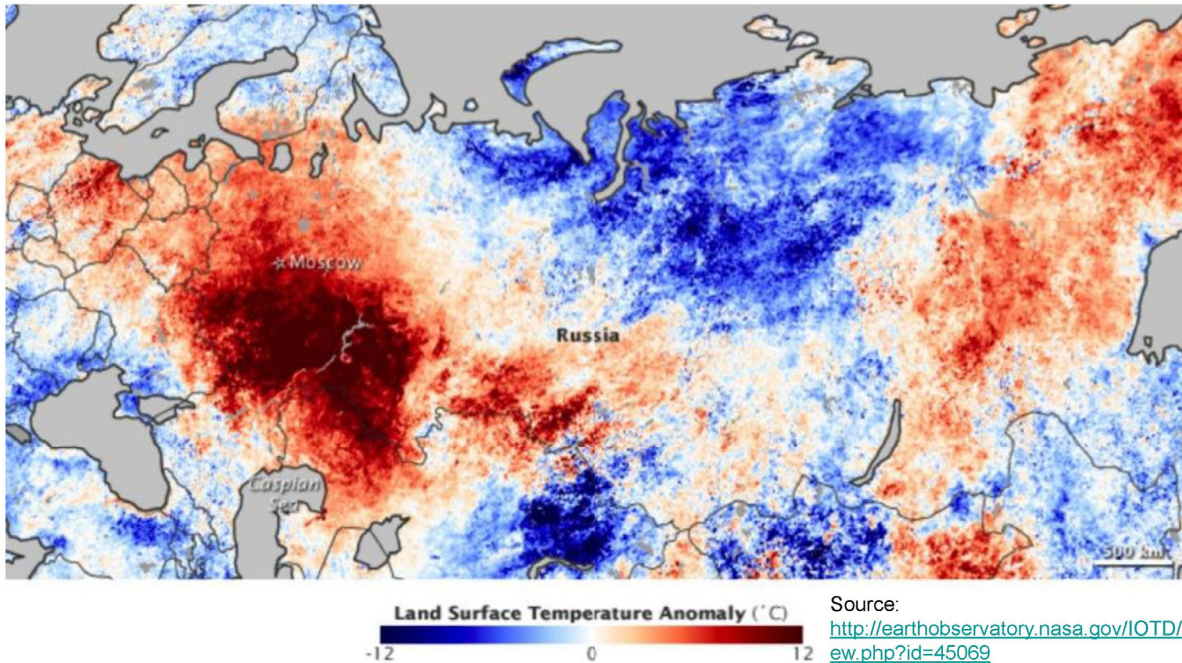 Moscow
Russia
Caspian
Sea
500 km
Land Surface Temperature Anomaly (˚C)
-12 0 12
Source:
http://earthobservatory.nasa.gov/IOTD/
ew.php?id=45069